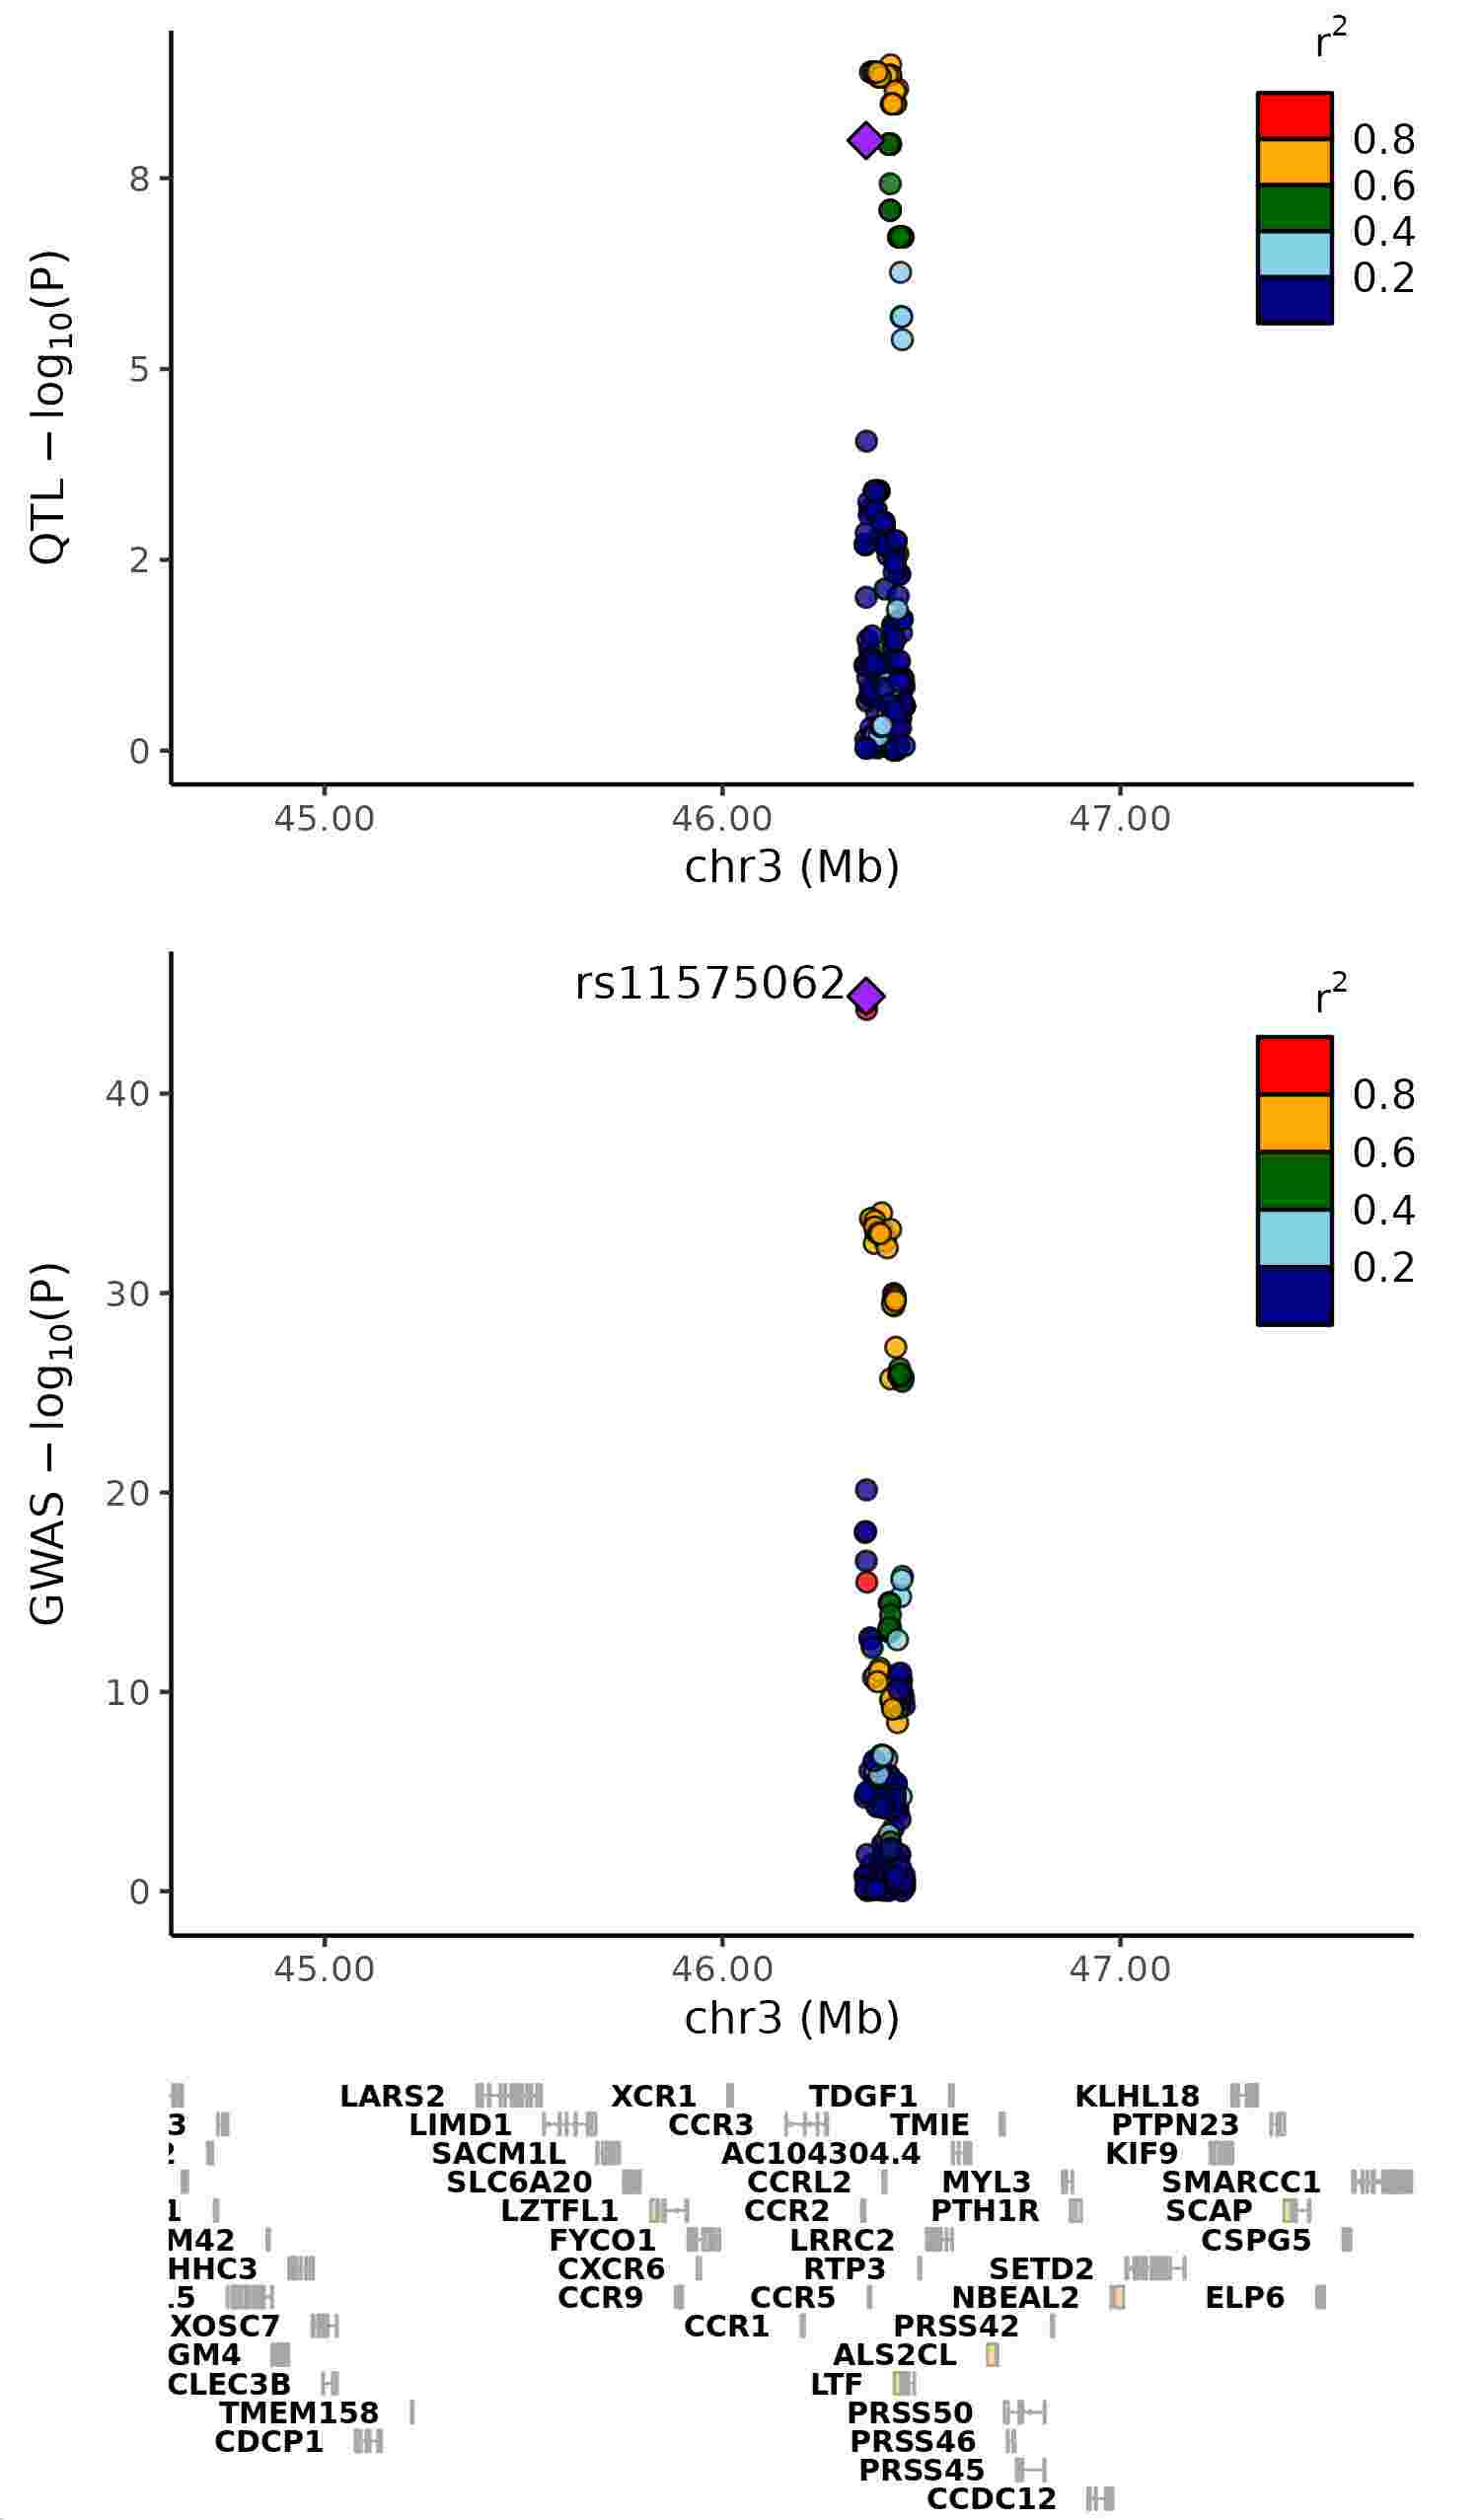 r2
0.8
0.6
0.4
0.2
8
5
2
0
QTL −log10(P)
45.00 46.00 47.00
chr3 (Mb)
rs11575062
r2
0.8
0.6
0.4
0.2
40
30
20
10
0
GWAS −log10(P)
45.00 46.00 47.00
chr3 (Mb)
LARS2 XCR1 TDGF1 KLHL18
3 LIMD1 CCR3 TMIE PTPN23
SACM1L AC104304.4 KIF9
SLC6A20 CCRL2 MYL3 SMARCC1
1 LZTFL1 CCR2 PTH1R SCAP
M42 FYCO1 LRRC2 CSPG5
HHC3 CXCR6 RTP3 SETD2
.5 CCR9 CCR5 NBEAL2 ELP6
XOSC7 CCR1 PRSS42
GM4 ALS2CL
CLEC3B LTF
TMEM158 PRSS50
CDCP1 PRSS46
PRSS45
CCDC12